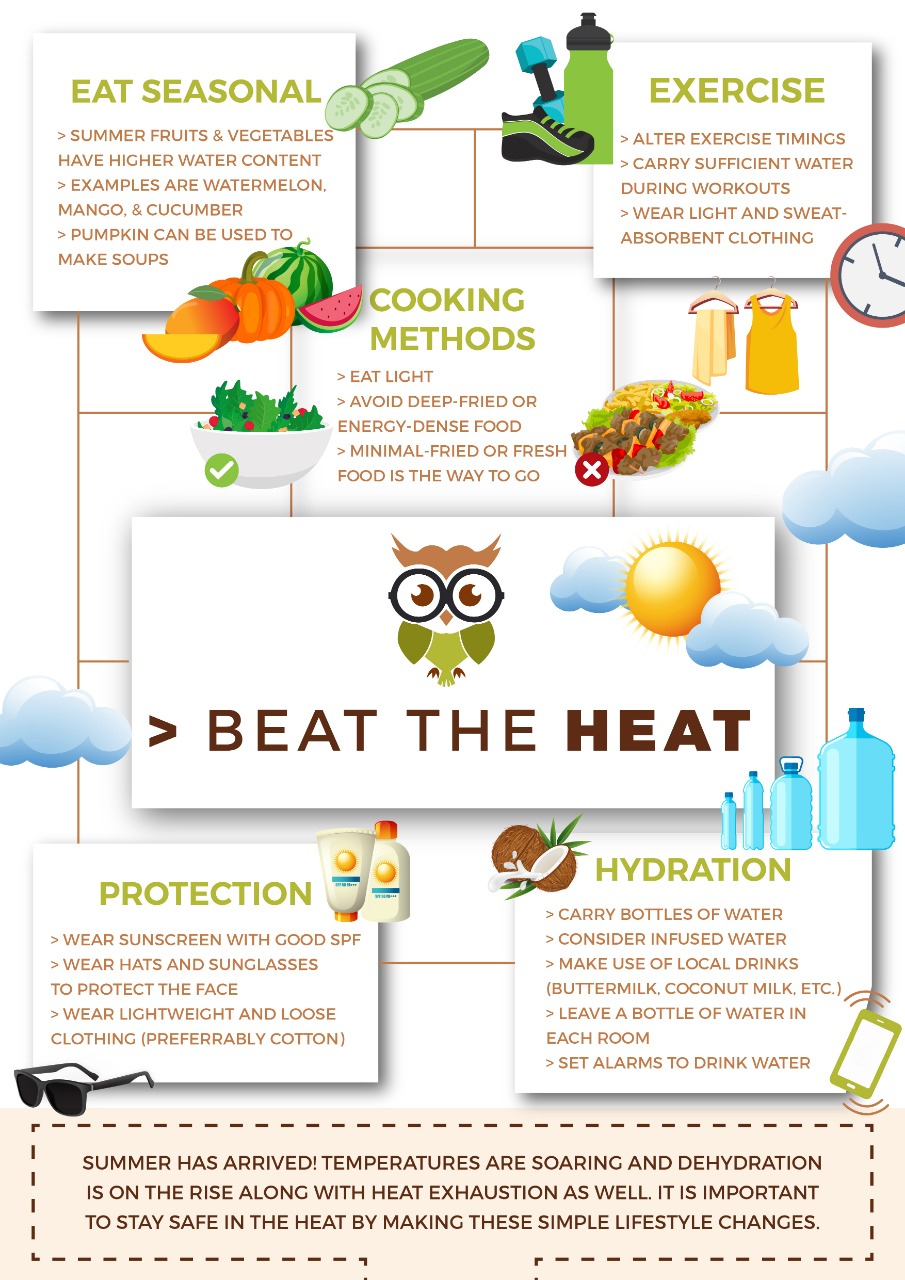 EAT SEASONAL
> SUMMER FRUITS & VEGETABLES
HAVE HIGHER WATER CONTENT
> EXAMPLES ARE WATERMELON,
MANGO, & CUCUMBER
> PUMPKIN CAN BE USED TO
MAKE SOUPS
EXERCISE
> ALTER EXERCISE TIMINGS
> CARRY SUFFICIENT WATER
DURING WORKOUTS
> WEAR LIGHT AND SWEAT-
ABSORBENT CLOTHING
COOKING
METHODS
> EAT LIGHT
> AVOID DEEP-FRIED OR
ENERGY-DENSE FOOD
> MINIMAL-FRIED OR FRESH
FOOD IS THE WAY TO GO
> BEAT THE HEAT
PROTECTION
> WEAR SUNSCREEN WITH GOOD SPF
> WEAR HATS AND SUNGLASSES
TO PROTECT THE FACE
> WEAR LIGHTWEIGHT AND LOOSE
CLOTHING (PREFERRABLY COTTON)
HYDRATION
> CARRY BOTTLES OF WATER
> CONSIDER INFUSED WATER
> MAKE USE OF LOCAL DRINKS
(BUTTERMILK, COCONUT MILK, ETC.)
> LEAVE A BOTTLE OF WATER IN
EACH ROOM
> SET ALARMS TO DRINK WATER
SUMMER HAS ARRIVED! TEMPERATURES ARE SOARING AND DEHYDRATION
IS ON THE RISE ALONG WITH HEAT EXHAUSTION AS WELL. IT IS IMPORTANT
TO STAY SAFE IN THE HEAT BY MAKING THESE SIMPLE LIFESTYLE CHANGES.